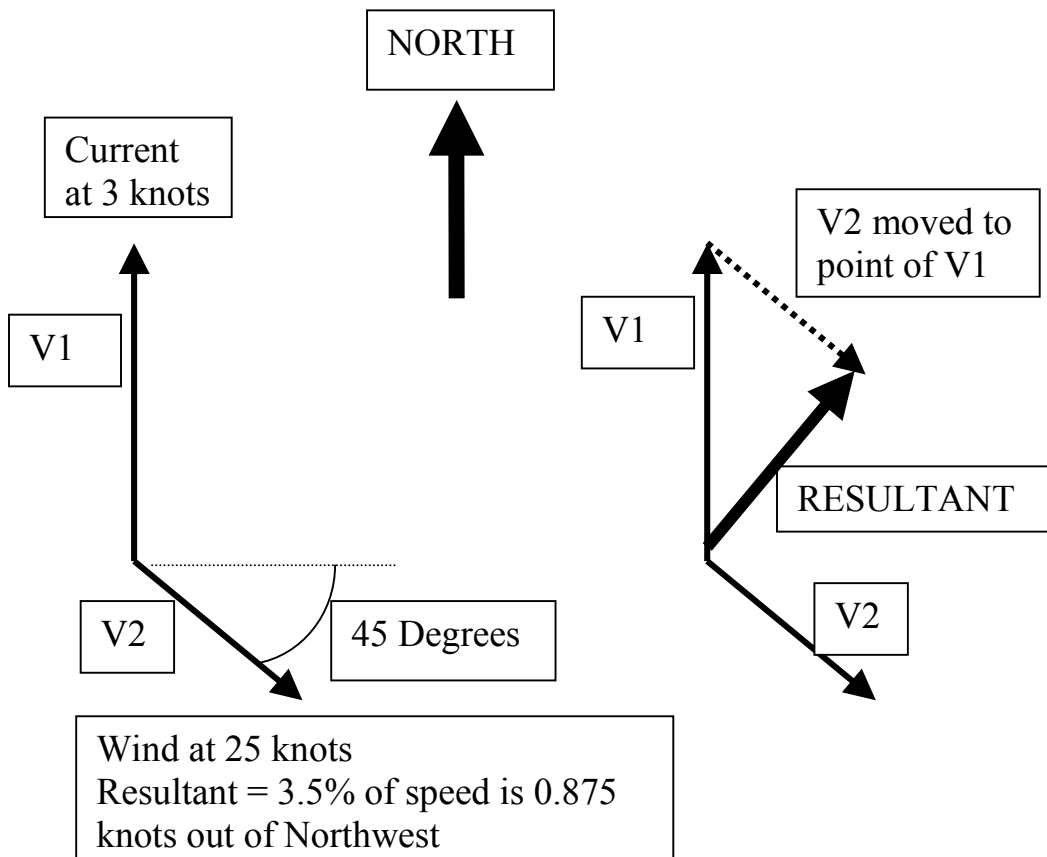 NORTH
Current
at 3 knots
V1
V2
45 Degrees
Wind at 25 knots
Resultant = 3.5% of speed is 0.875
knots out of Northwest
V2 moved to
point of V1
V1
RESULTANT
V2